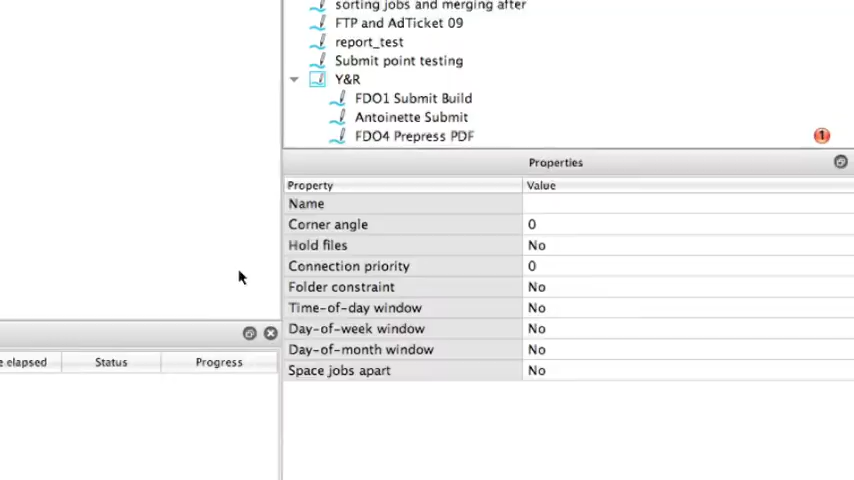 sorting jobs and merging after
FTP and AdTicket 09
report_test
Submit point testing
Y&R
FDO1 Submit Build
Antoinette Submit
FDO4 Prepress PDF 1
Properties
Property Value
Name
Corner angle 0
Hold files No
Connection priority 0
Folder constraint No
Time-of-day window No
Day-of-week window No
Day-of-month window No
Space jobs apart No
e elapsed Status Progress